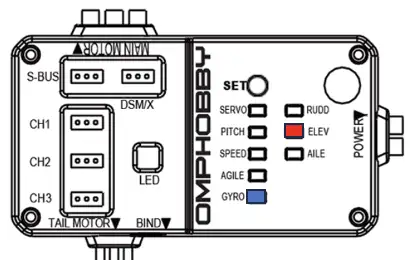 MAIN MOTOR
S-BUS
DSM/X
CH1
CH2
CH3
LED
TAIL MOTOR
BIND
OMPHOBBY
SET
SERVO
RUDD
PITCH
ELEV
SPEED
AILE
AGILE
GYRO
POWER